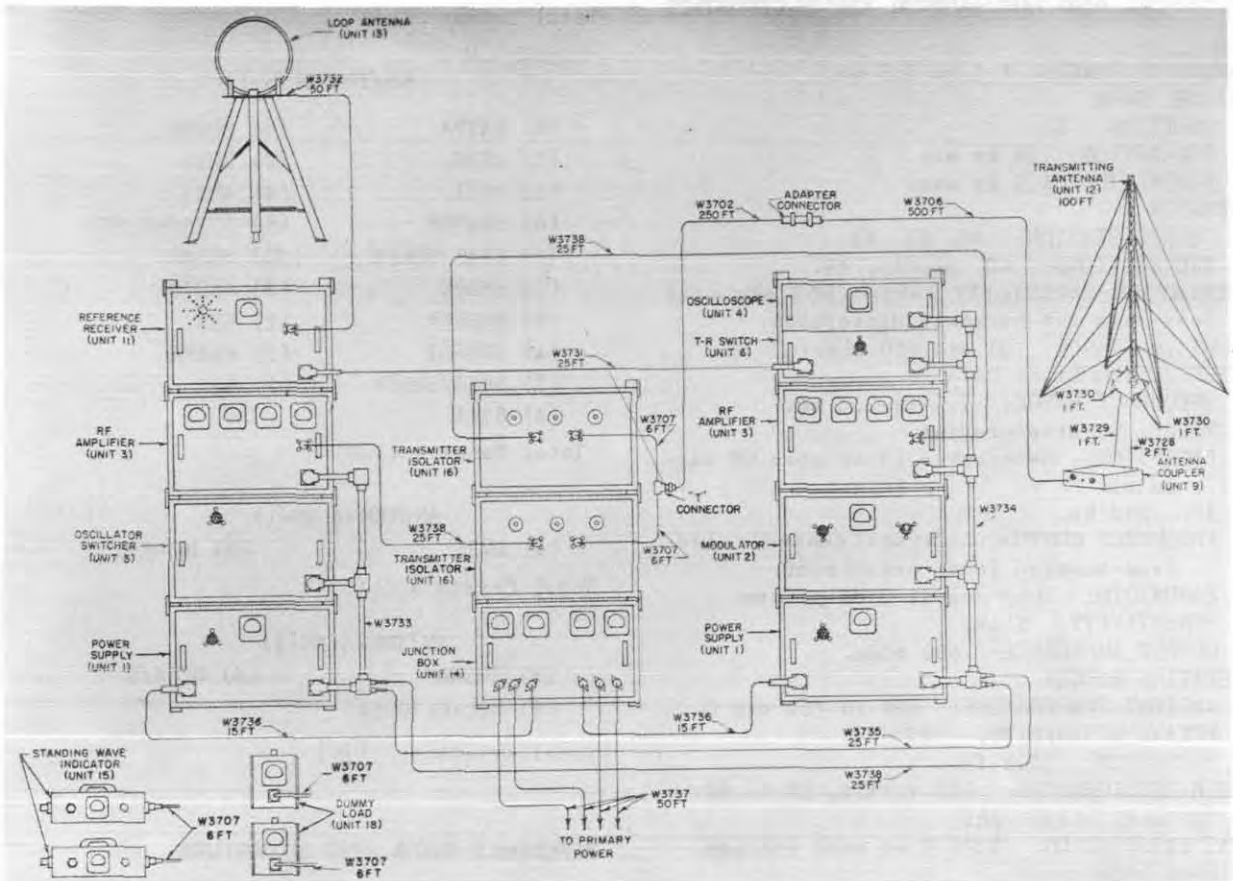 LOOP ANTENNA
(UNIT 13)
W3732
50 FT
TRANSMITTING
ANTENNA
(UNIT 12)
100 FT
ADAPTER
CONNECTOR
W3702
250 FT
W3706
500 FT
W3738
25 FT
REFERENCE
RECEIVER
(UNIT 11)
OSCILLOSCOPE
(UNIT 4)
T-R SWITCH
(UNIT 6)
W3731
25 FT
W3707
6 FT
W3730
1 FT.
W3730
1 FT.
W3729
1 FT.
W3728
2 FT.
ANTENNA
COUPLER
(UNIT 9)
RF
AMPLIFIER
(UNIT 3)
TRANSMITTER
ISOLATOR
(UNIT 16)
RF
AMPLIFIER
(UNIT 3)
"T"
CONNECTOR
W3734
OSCILLATOR
SWITCHER
(UNIT 5)
W3738
25 FT
TRANSMITTER
ISOLATOR
(UNIT 16)
W3707
6 FT
MODULATOR
(UNIT 2)
W3733
POWER
SUPPLY
(UNIT 1)
JUNCTION
BOX
(UNIT 14)
POWER
SUPPLY
(UNIT 1)
W3736
15 FT
W3736
15 FT
W3735
25 FT
W3738
25 FT
STANDING WAVE
INDICATOR
(UNIT 15)
W3707
6 FT
W3707
6 FT
DUMMY
LOAD
(UNIT 18)
W3707
6 FT
W3737
50 FT
TO PRIMARY
POWER